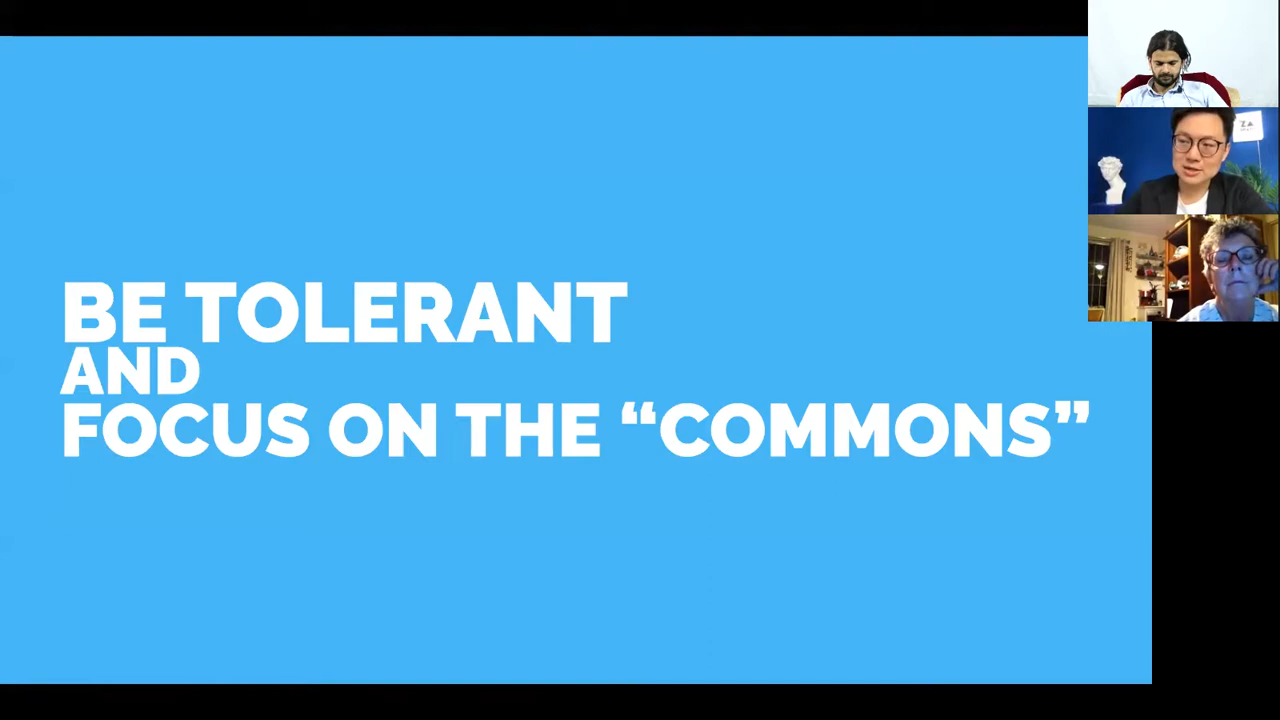 BE TOLERANT
AND
FOCUS ON THE “COMMONS”